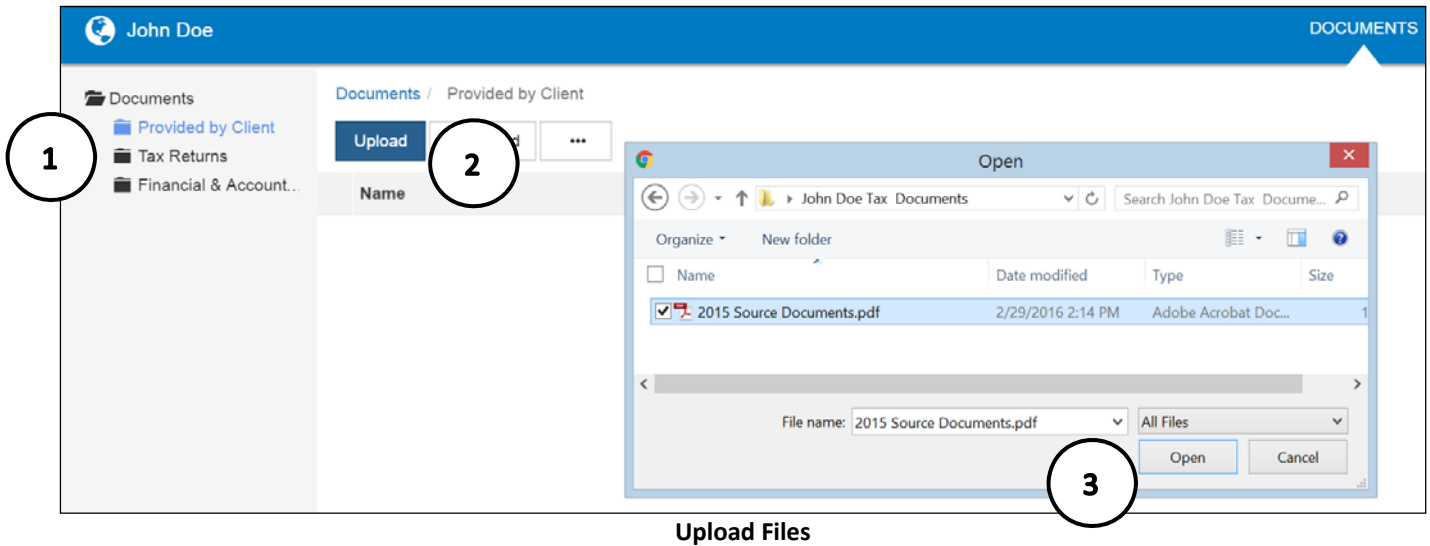 John Doe
DOCUMENTS
Documents
Provided by Client
Tax Returns
Financial & Account...
1
Documents / Provided by Client
Upload
2
Name
Open
John Doe Tax Documents
Search John Doe Tax Docume...
Organize
New folder
Name Date modified Type Size
2015 Source Documents.pdf 2/29/2016 2:14 PM Adobe Acrobat Doc... 1
File name: 2015 Source Documents.pdf All Files
Open Cancel
3
Upload Files